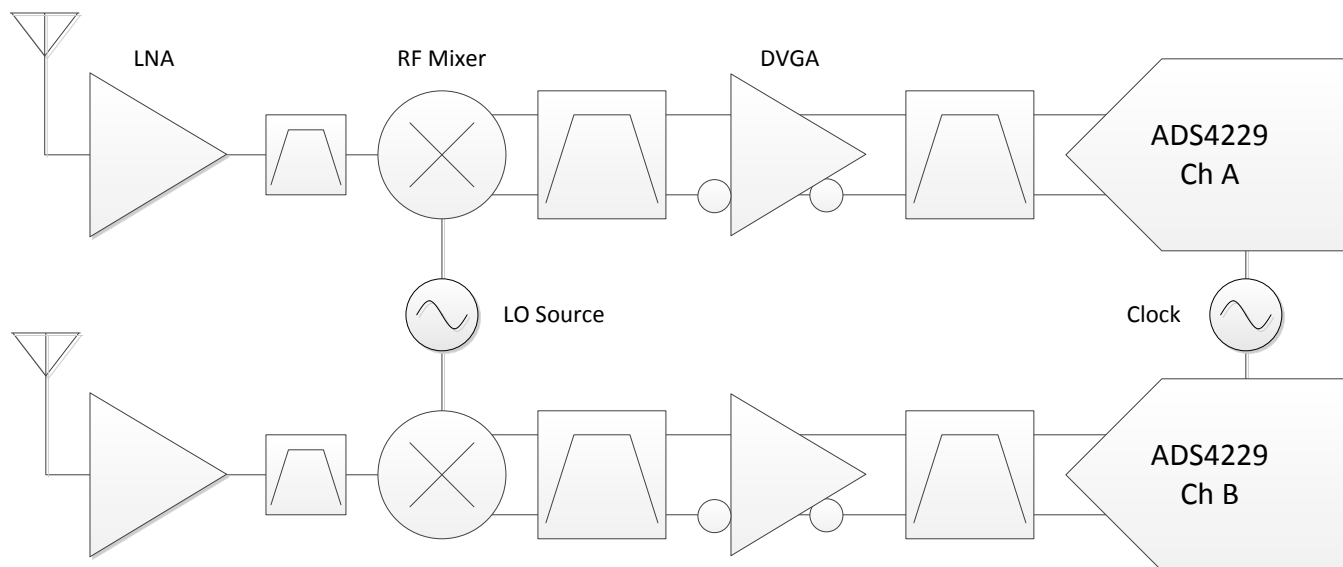 LNA
RF Mixer
DVGA
ADS4229
Ch A
LO Source
Clock
ADS4229
Ch B